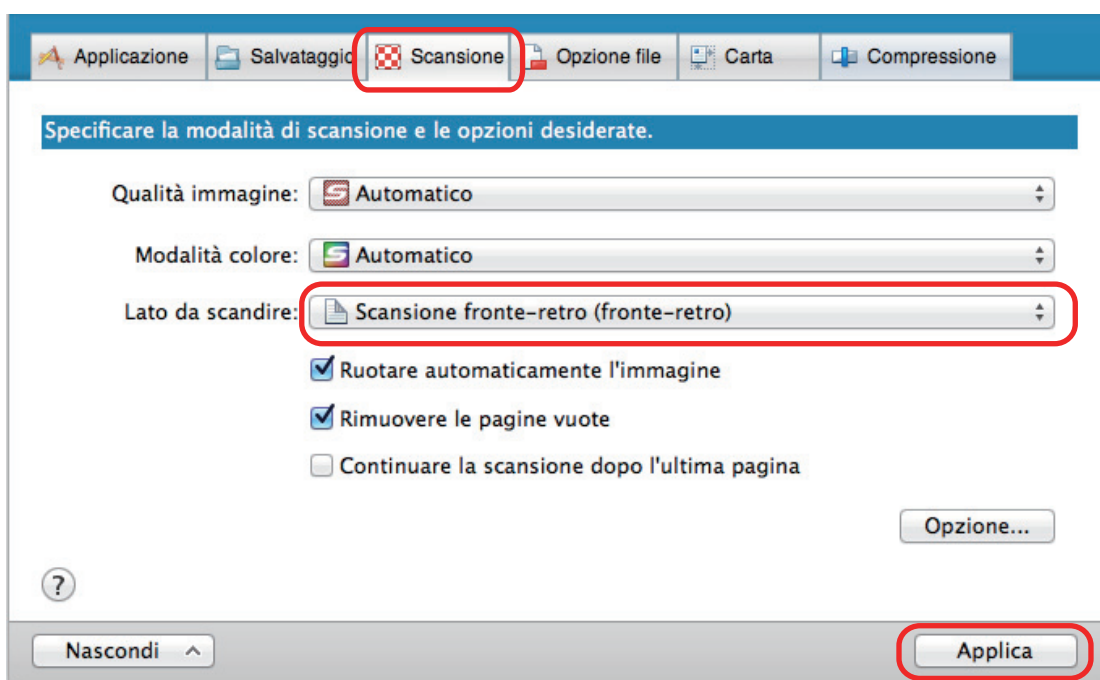 Applicazione Salvataggio Scansione Opzione file Carta Compressione
Specificare la modalità di scansione e le opzioni desiderate.
Qualità immagine: Automatico
Modalità colore: Automatico
Lato da scandire: Scansione fronte-retro (fronte-retro)
Ruotare automaticamente l'immagine
Rimuovere le pagine vuote
Continuare la scansione dopo l'ultima pagina
Opzione...
?
Nascondi Applica